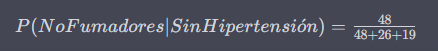 P(NoFumadores|SinHipertensión) = 48/(48+26+19)